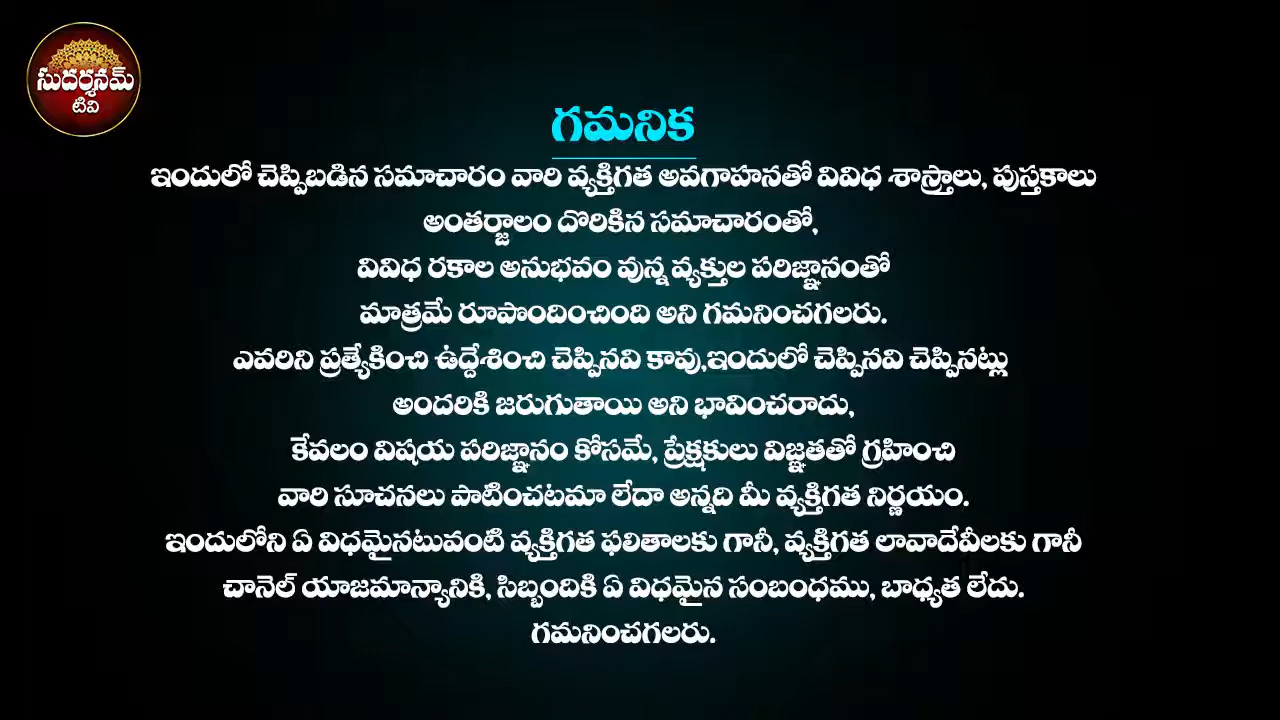 సుదర్శనమ్
టివి
గమనిక
ఇందులో చెప్పిబడిన సమాచారం వారి వ్యక్తిగత అవగాహనతో వివిధ శాస్త్రాలు, పుస్తకాలు
అంతర్జాలం దొరికిన సమాచారంతో,
వివిధ రకాల అనుభవం వున్న వ్యక్తుల పరిజ్ఞానంతో
మాత్రమే రూపొందించింది అని గమనించగలరు.
ఎవరిని ప్రత్యేకించి ఉద్దేశించి చెప్పినవి కావు,ఇందులో చెప్పినవి చెప్పినట్లు
అందరికి జరుగుతాయి అని భావించరాదు,
కేవలం విషయ పరిజ్ఞానం కోసమే, ప్రేక్షకులు విజ్ఞతతో గ్రహించి
వారి సూచనలు పాటించటమా లేదా అన్నది మీ వ్యక్తిగత నిర్ణయం.
ఇందులోని ఏ విధమైనటువంటి వ్యక్తిగత ఫలితాలకు గానీ, వ్యక్తిగత లావాదేవీలకు గానీ
చానెల్ యాజమాన్యానికి, సిబ్బందికి ఏ విధమైన సంబంధము, బాధ్యత లేదు.
గమనించగలరు.